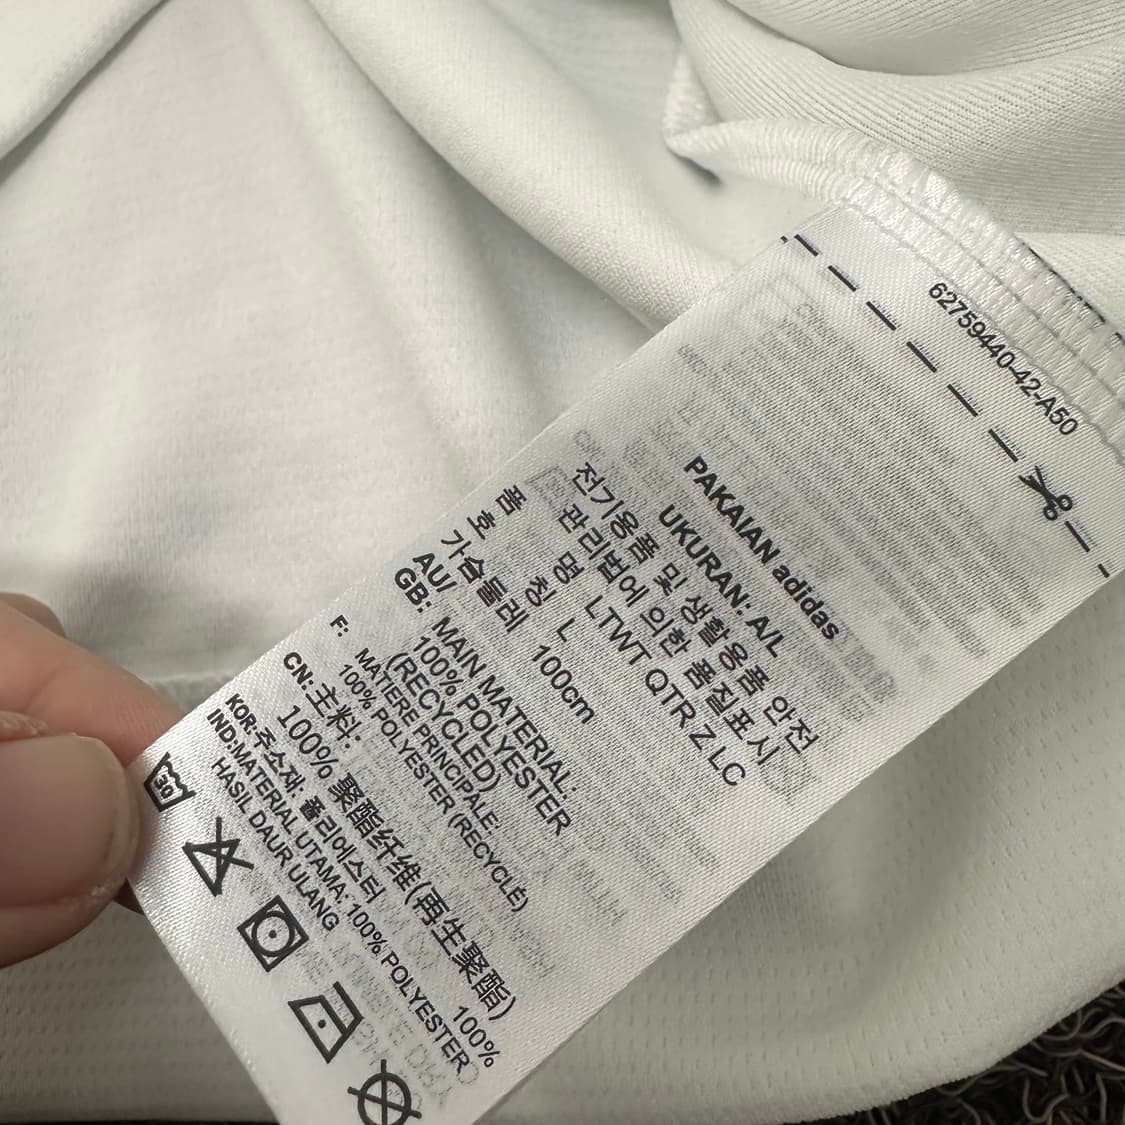 62759440-42-A50
PAKAIAN adidas
UKURAN: A/L
전기용품 및 생활용품 안전
관리법에 의한 품질표시
품 명 LTWT QTR Z LC
호 칭 L
가슴둘레 100cm
AU/
GB: MAIN MATERIAL:
100% POLYESTER
(RECYCLED)
F: MATIERE PRINCIPALE:
100% POLYESTER (RECYCLÉ)
CN: 主料:
100% 聚酯纤维(再生聚酯)
KOR:주소재: 폴리에스터 100%
IND:MATERIAL UTAMA: 100% POLYESTER
HASIL DAUR ULANG
30